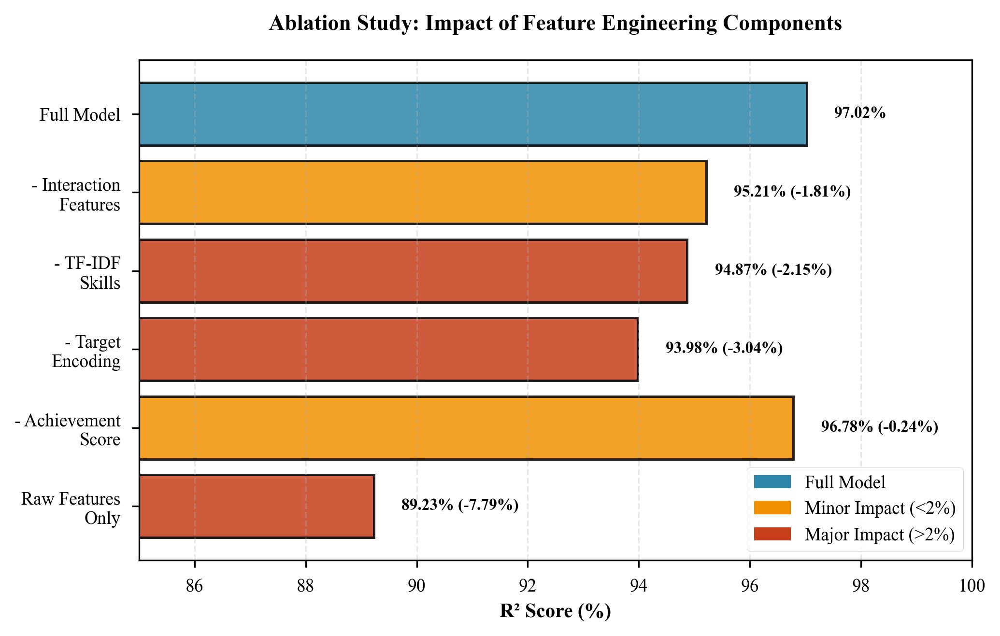 Ablation Study: Impact of Feature Engineering Components
Full Model
97.02%
- Interaction
Features
95.21% (-1.81%)
- TF-IDF
Skills
94.87% (-2.15%)
- Target
Encoding
93.98% (-3.04%)
- Achievement
Score
96.78% (-0.24%)
Raw Features
Only
89.23% (-7.79%)
Full Model
Minor Impact (<2%)
Major Impact (>2%)
86 88 90 92 94 96 98 100
R² Score (%)